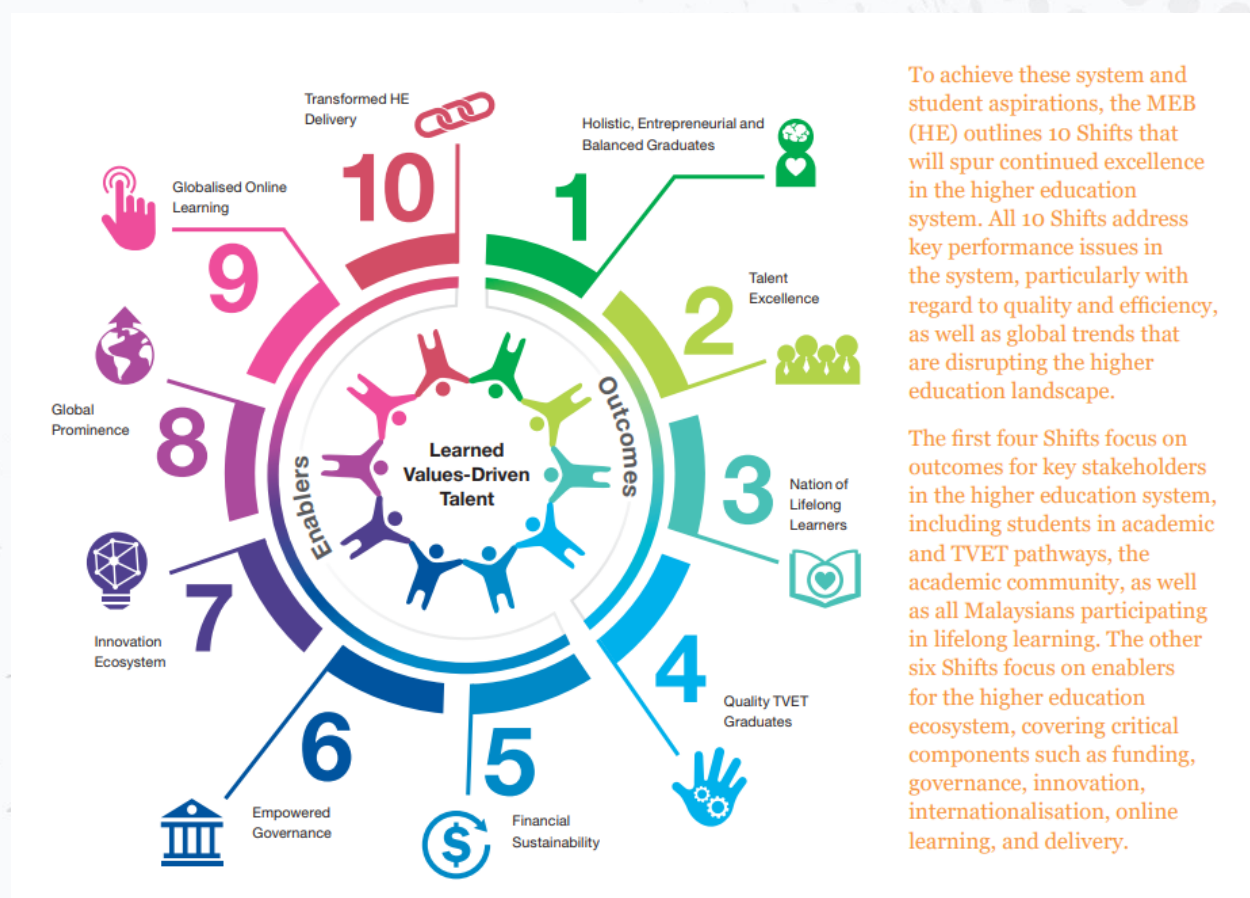 Transformed HE
Delivery
10
Holistic, Entrepreneurial and
Balanced Graduates
1
Globalised Online
Learning
9
Talent
Excellence
2
Global
Prominence
8
Nation of
Lifelong
Learners
3
Innovation
Ecosystem
7
Quality TVET
Graduates
4
Empowered
Governance
6
Financial
Sustainability
5
$
Enablers
Outcomes
Learned
Values-Driven
Talent
To achieve these system and
student aspirations, the MEB
(HE) outlines 10 Shifts that
will spur continued excellence
in the higher education
system. All 10 Shifts address
key performance issues in
the system, particularly with
regard to quality and efficiency,
as well as global trends that
are disrupting the higher
education landscape.
The first four Shifts focus on
outcomes for key stakeholders
in the higher education system,
including students in academic
and TVET pathways, the
academic community, as well
as all Malaysians participating
in lifelong learning. The other
six Shifts focus on enablers
for the higher education
ecosystem, covering critical
components such as funding,
governance, innovation,
internationalisation, online
learning, and delivery.